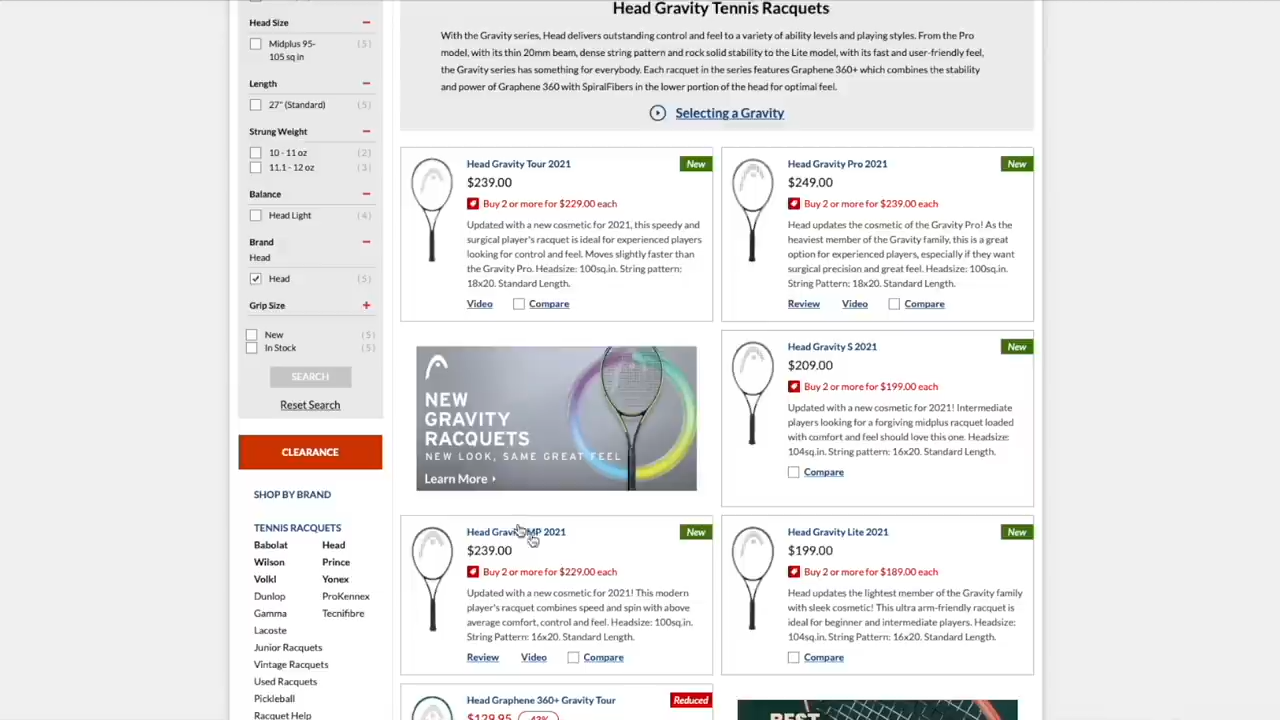 Head Size
Midplus 95-
105 sq in
(5)
Length
27" (Standard)
(5)
Strung Weight
10 - 11 oz
(2)
11.1 - 12 oz
(3)
Balance
Head Light
(4)
Brand
Head
Head
(5)
Grip Size
New
(5)
In Stock
(5)
SEARCH
Reset Search
CLEARANCE
SHOP BY BRAND
TENNIS RACQUETS
Babolat
Head
Wilson
Prince
Volkl
Yonex
Dunlop
ProKennex
Gamma
Tecnifibre
Lacoste
Junior Racquets
Vintage Racquets
Used Racquets
Pickleball
Racquet Help
Head Gravity Tennis Racquets
With the Gravity series, Head delivers outstanding control and feel to a variety of ability levels and playing styles. From the Pro
model, with its thin 20mm beam, dense string pattern and rock solid stability to the Lite model, with its fast and user-friendly feel,
the Gravity series has something for everybody. Each racquet in the series features Graphene 360+ which combines the stability
and power of Graphene 360 with SpiralFibers in the lower portion of the head for optimal feel.
Selecting a Gravity
Head Gravity Tour 2021
New
$239.00
Buy 2 or more for $229.00 each
Updated with a new cosmetic for 2021, this speedy and
surgical player's racquet is ideal for experienced players
looking for control and feel. Moves slightly faster than
the Gravity Pro. Headsize: 100sq.in. String pattern:
18x20. Standard Length.
Video
Compare
Head Gravity Pro 2021
New
$249.00
Buy 2 or more for $239.00 each
Head updates the cosmetic of the Gravity Pro! As the
heaviest member of the Gravity family, this is a great
option for experienced players, especially if they want
surgical precision and great feel. Headsize: 100sq.in.
String Pattern: 18x20. Standard Length.
Review
Video
Compare
NEW
GRAVITY
RACQUETS
NEW LOOK, SAME GREAT FEEL
Learn More
Head Gravity S 2021
New
$209.00
Buy 2 or more for $199.00 each
Updated with a new cosmetic for 2021! Intermediate
players looking for a forgiving midplus racquet loaded
with comfort and feel should love this one. Headsize:
104sq.in. String pattern: 16x20. Standard Length.
Compare
Head Gravity MP 2021
New
$239.00
Buy 2 or more for $229.00 each
Updated with a new cosmetic for 2021! This modern
player's racquet combines speed and spin with above
average comfort, control and feel. Headsize: 100sq.in.
String Pattern: 16x20. Standard Length.
Review
Video
Compare
Head Gravity Lite 2021
New
$199.00
Buy 2 or more for $189.00 each
Head updates the lightest member of the Gravity family
with sleek cosmetic! This ultra arm-friendly racquet is
ideal for beginner and intermediate players. Headsize:
104sq.in. String Pattern: 16x20. Standard Length.
Compare
Head Graphene 360+ Gravity Tour
Reduced
$129.95
-43%
BEST